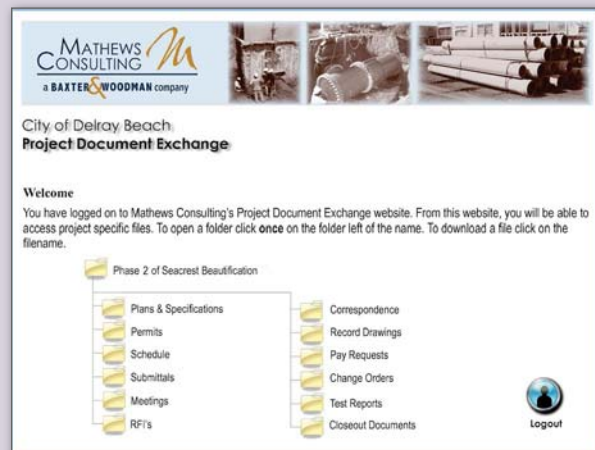 MATHEWS
CONSULTING
a BAXTER & WOODMAN company
City of Delray Beach
Project Document Exchange
Welcome
You have logged on to Mathews Consulting's Project Document Exchange website. From this website, you will be able to
access project specific files. To open a folder click once on the folder left of the name. To download a file click on the
filename.
Phase 2 of Seacrest Beautification
Plans & Specifications
Permits
Schedule
Submittals
Meetings
RFI's
Correspondence
Record Drawings
Pay Requests
Change Orders
Test Reports
Closeout Documents
Logout